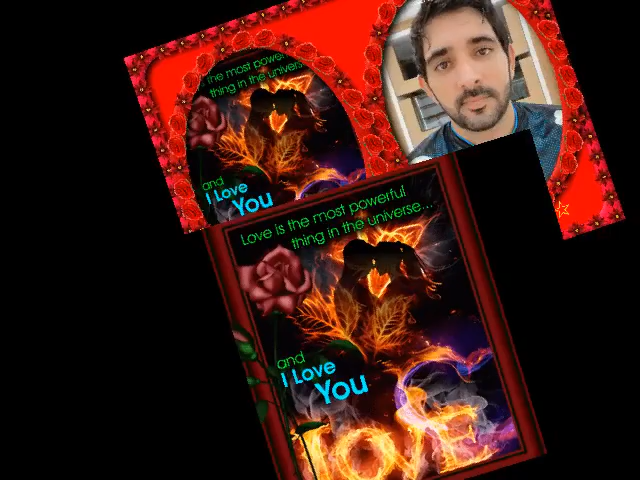 the most power
thing in the univers
and
I Love
You
Love is the most powerful
thing in the universe...
and
I Love
You
LOVE